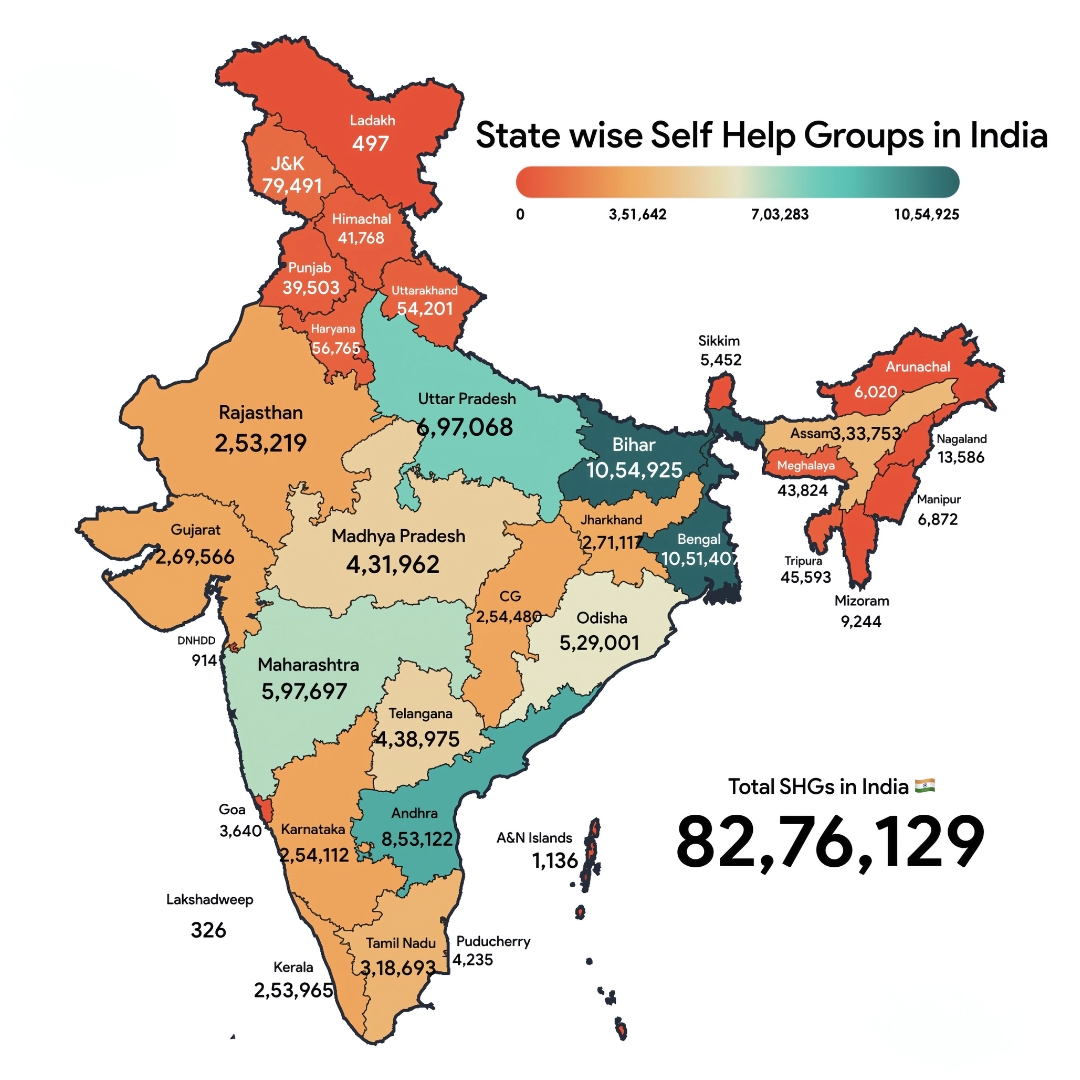 State wise Self Help Groups in India
0 3,51,642 7,03,283 10,54,925
Ladakh
497
J&K
79,491
Himachal
41,768
Punjab
39,503
Uttarakhand
54,201
Haryana
56,765
Rajasthan
2,53,219
Uttar Pradesh
6,97,068
Bihar
10,54,925
Sikkim
5,452
Arunachal
6,020
Assam
3,33,753
Nagaland
13,586
Meghalaya
43,824
Manipur
6,872
Tripura
45,593
Mizoram
9,244
Gujarat
2,69,566
Madhya Pradesh
4,31,962
Jharkhand
2,71,117
Bengal
10,51,407
CG
2,54,480
Odisha
5,29,001
DNHDD
914
Maharashtra
5,97,697
Telangana
4,38,975
Total SHGs in India 🇮🇳
82,76,129
Goa
3,640
Karnataka
2,54,112
Andhra
8,53,122
A&N Islands
1,136
Lakshadweep
326
Tamil Nadu
3,18,693
Puducherry
4,235
Kerala
2,53,965